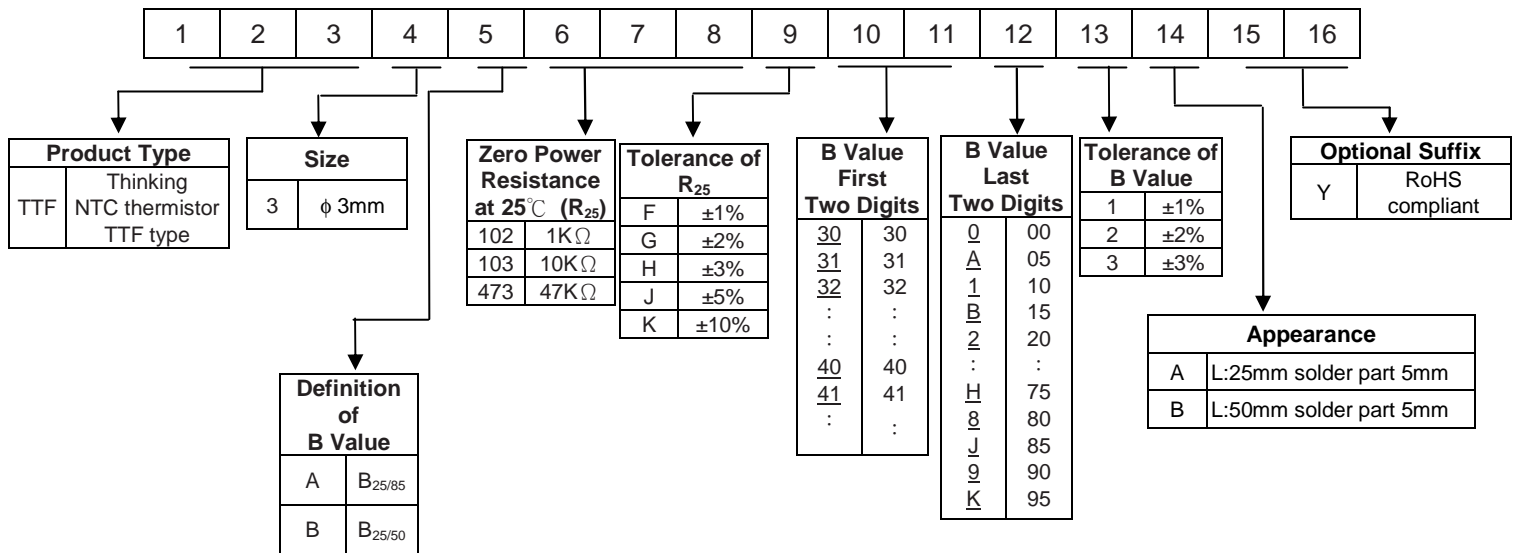 1 2 3 4 5 6 7 8 9 10 11 12 13 14 15 16
Product Type
TTF Thinking NTC thermistor TTF type
Size
3 ϕ 3mm
Definition of B Value
A B25/85
B B25/50
Zero Power Resistance at 25℃ (R25)
102 1KΩ
103 10KΩ
473 47KΩ
Tolerance of R25
F ±1%
G ±2%
H ±3%
J ±5%
K ±10%
B Value First Two Digits
30 30
31 31
32 32
: :
: :
40 40
41 41
: :
B Value Last Two Digits
0 00
A 05
1 10
B 15
2 20
: :
H 75
8 80
J 85
9 90
K 95
Tolerance of B Value
1 ±1%
2 ±2%
3 ±3%
Appearance
A L:25mm solder part 5mm
B L:50mm solder part 5mm
Optional Suffix
Y RoHS compliant